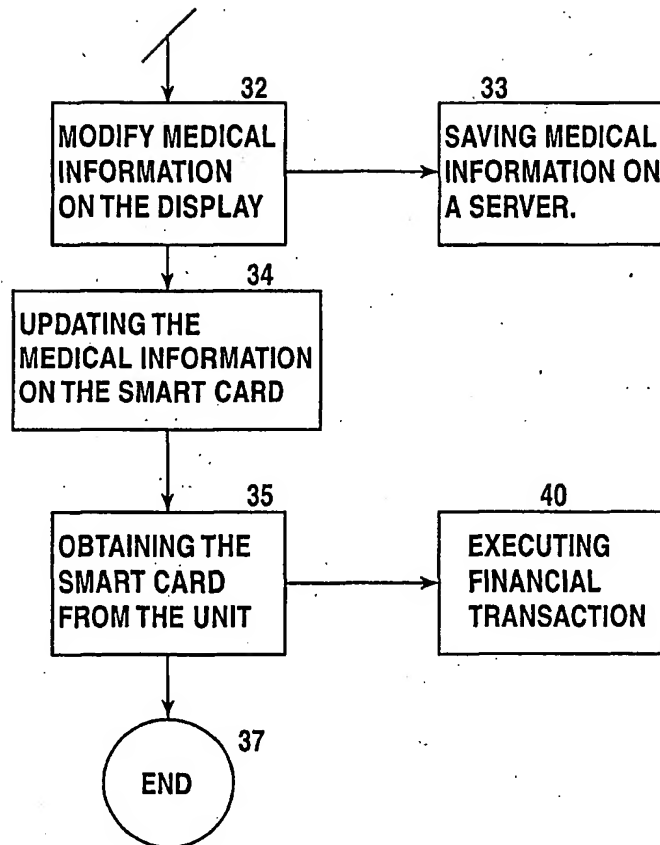 32
MODIFY MEDICAL
INFORMATION
ON THE DISPLAY
33
SAVING MEDICAL
INFORMATION ON
A SERVER.
34
UPDATING THE
MEDICAL INFORMATION
ON THE SMART CARD
35
OBTAINING THE
SMART CARD
FROM THE UNIT
40
EXECUTING
FINANCIAL
TRANSACTION
37
END